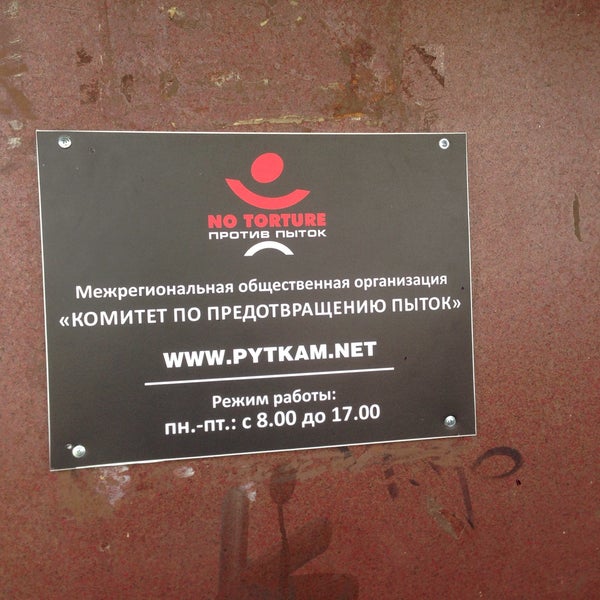 NO TORTURE
ПРОТИВ ПЫТОК
Межрегиональная общественная организация
«КОМИТЕТ ПО ПРЕДОТВРАЩЕНИЮ ПЫТОК»
WWW.PYTKAM.NET
Режим работы:
пн.-пт.: с 8.00 до 17.00